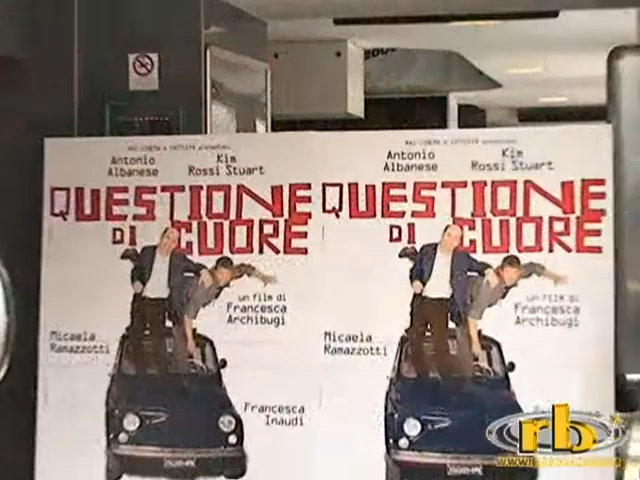 Antonio
Albanese
Kim
Rossi Stuart
QUESTIONE
DI CUORE
un film di
Francesca
Archibugi
Micaela
Ramazzotti
Francesca
Inaudi
Antonio
Albanese
Kim
Rossi Stuart
QUESTIONE
DI CUORE
un film di
Francesca
Archibugi
Micaela
Ramazzotti
rb